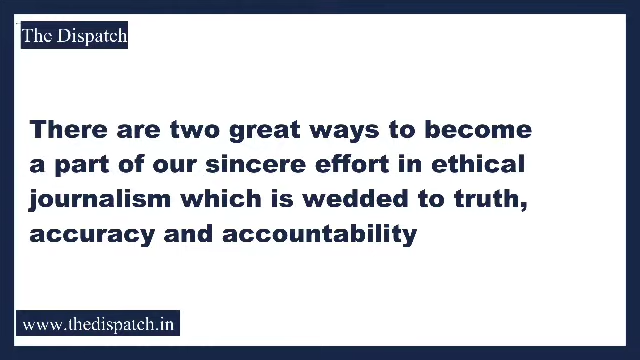 The Dispatch
There are two great ways to become
a part of our sincere effort in ethical
journalism which is wedded to truth,
accuracy and accountability
www.thedispatch.in